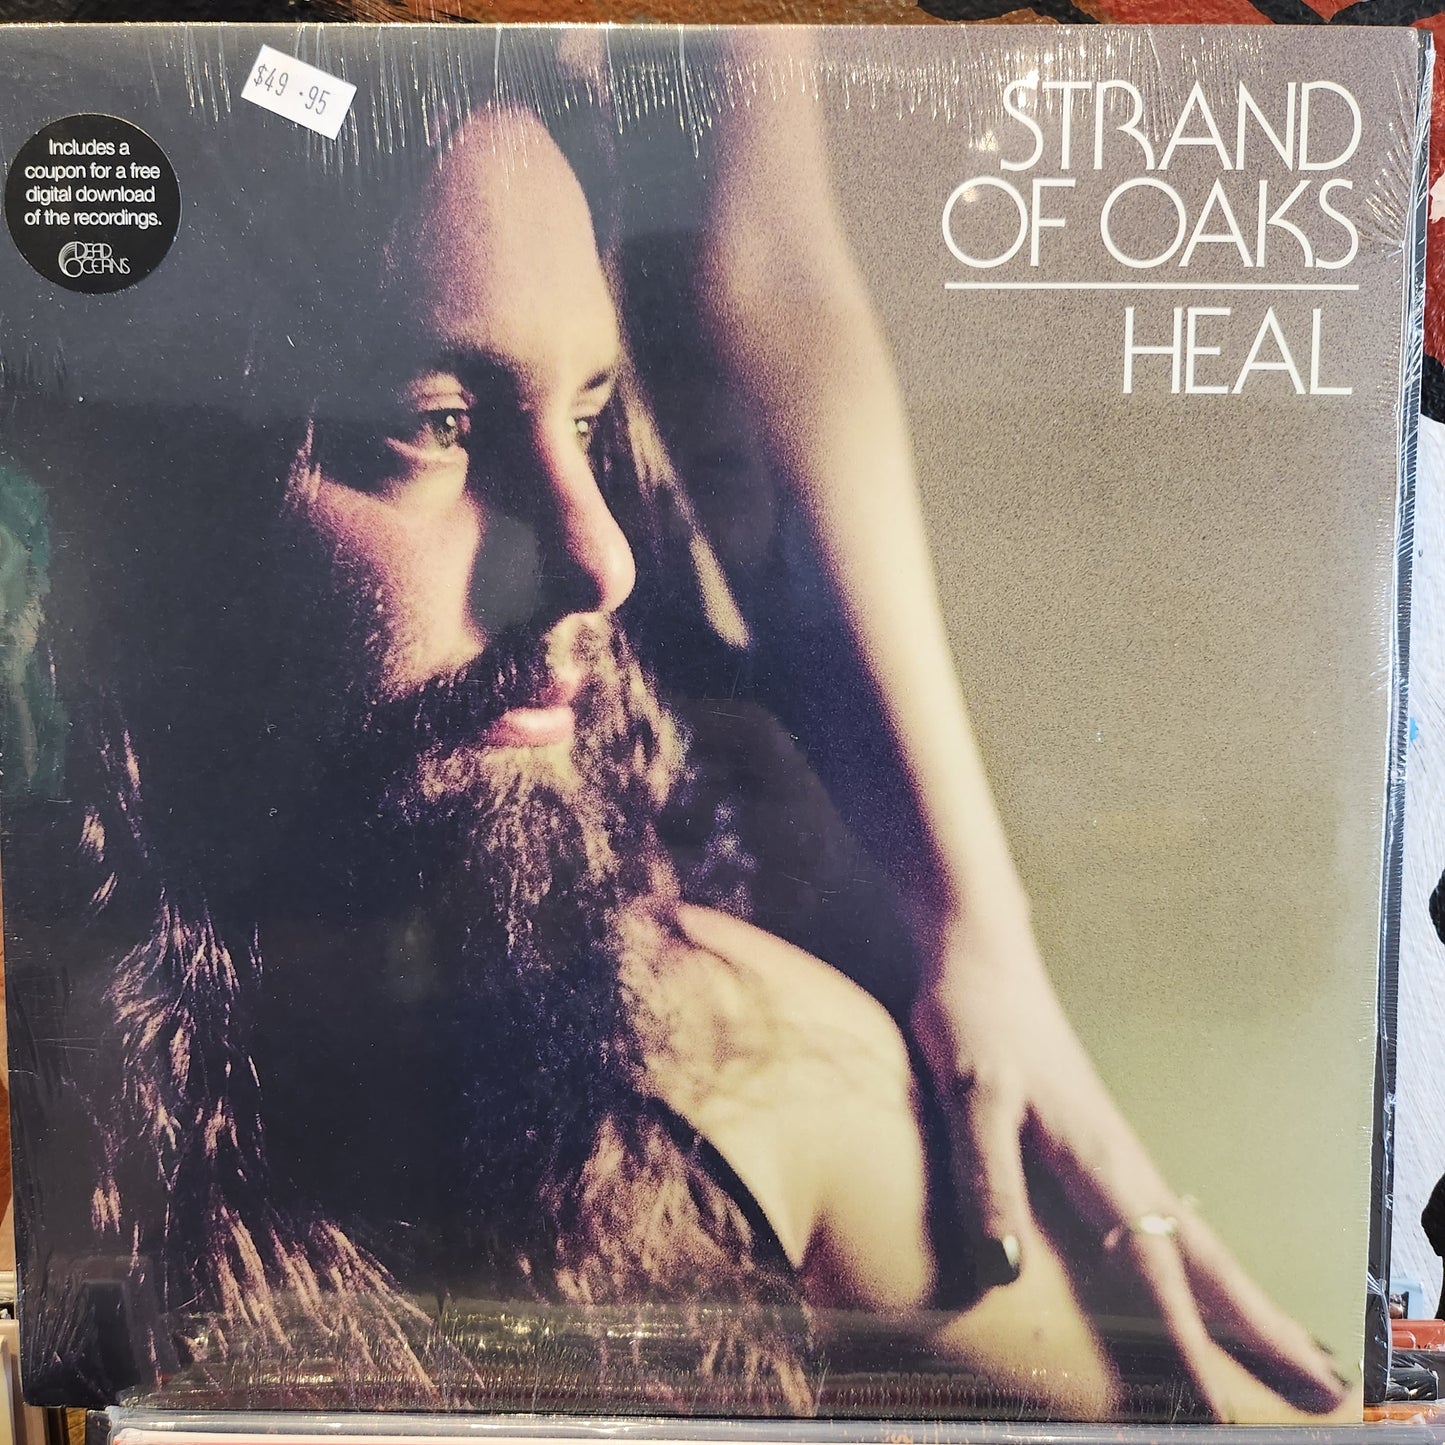 $49.95
Includes a
coupon for a free
digital download
of the recordings.
DEAD
OCEANS
STRAND
OF OAKS
HEAL